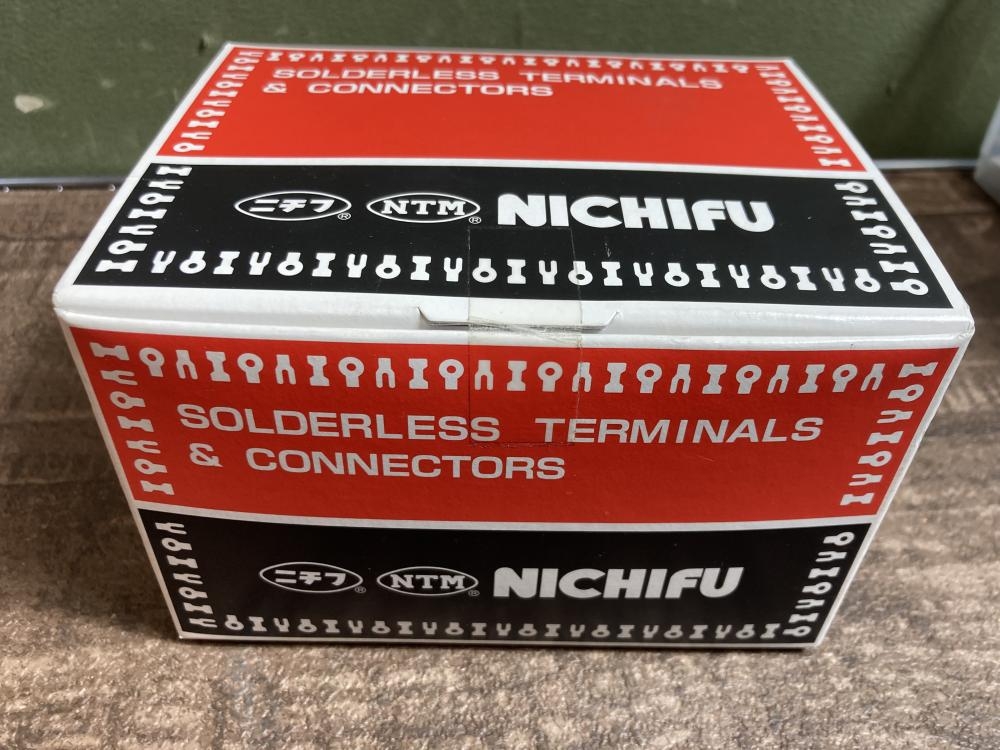 SOLDERLESS TERMINALS
& CONNECTORS
ニチフ® NTM® NICHIFU
SOLDERLESS TERMINALS
& CONNECTORS
ニチフ® NTM® NICHIFU